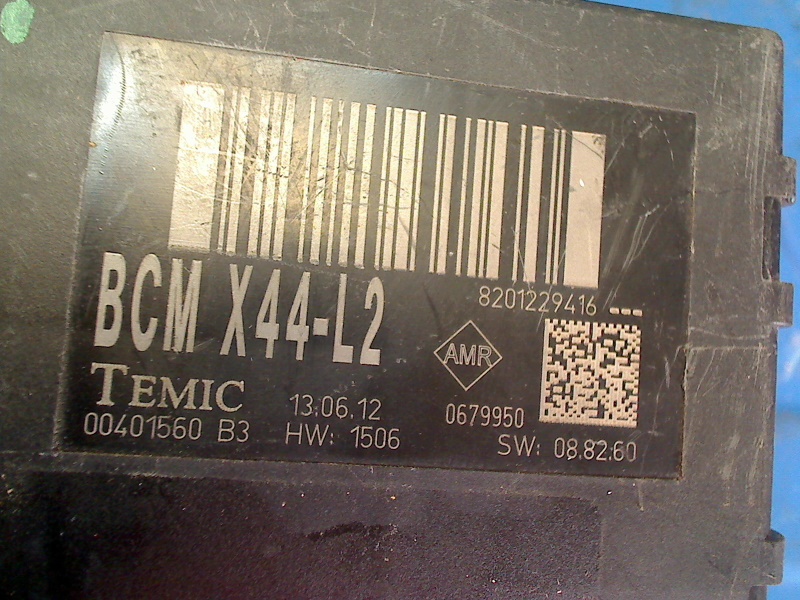 8201229416 ---
BCM X44-L2
AMR
TEMIC
13.06.12
0679950
00401560 B3
HW: 1506
SW: 08.82.60